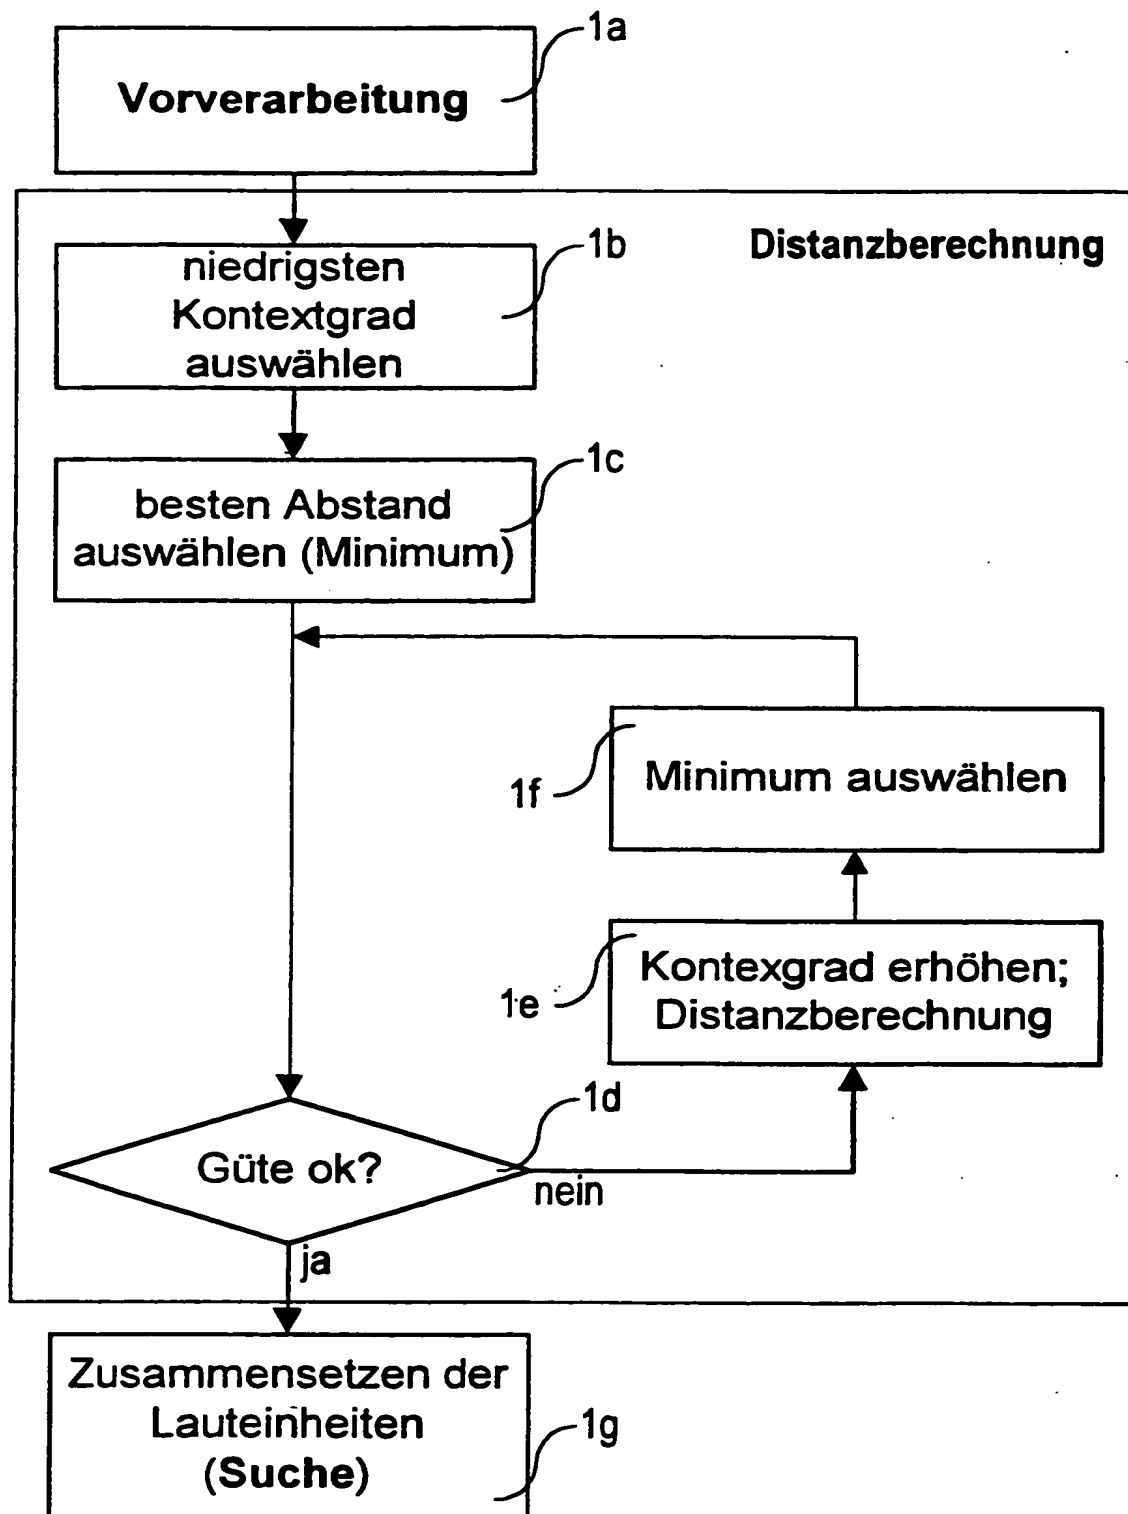 1a
Vorverarbeitung
Distanzberechnung
1b
niedrigsten
Kontextgrad
auswählen
1c
besten Abstand
auswählen (Minimum)
1f
Minimum auswählen
1e
Kontexgrad erhöhen;
Distanzberechnung
1d
Güte ok?
nein
ja
Zusammensetzen der
Lauteinheiten
(Suche)
1g